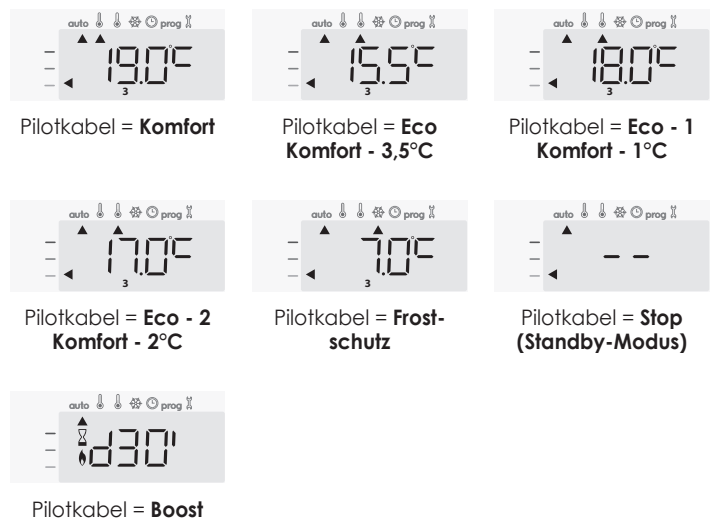 auto prog
19.0°C
3
Pilotkabel = Komfort
auto prog
15.5°C
3
Pilotkabel = Eco
Komfort - 3,5°C
auto prog
18.0°C
3
Pilotkabel = Eco - 1
Komfort - 1°C
auto prog
17.0°C
3
Pilotkabel = Eco - 2
Komfort - 2°C
auto prog
7.0°C
3
Pilotkabel = Frost-
schutz
auto prog
- -
Pilotkabel = Stop
(Standby-Modus)
auto prog
d30'
Pilotkabel = Boost